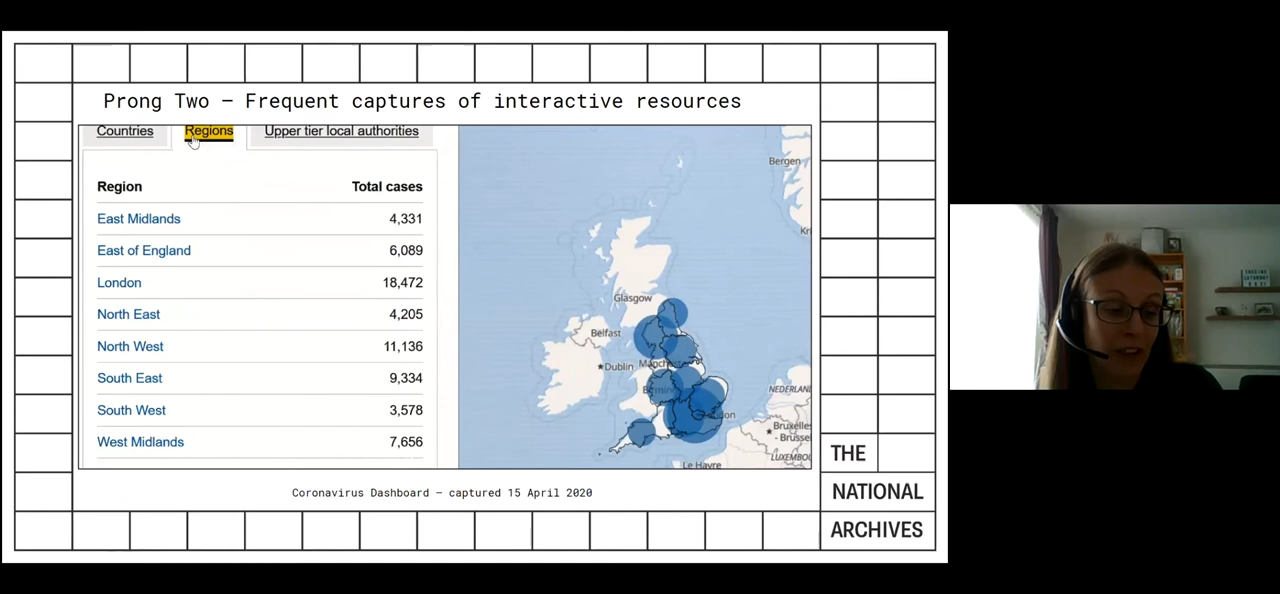 Prong Two – Frequent captures of interactive resources
Countries Regions Upper tier local authorities
Region Total cases
East Midlands 4,331
East of England 6,089
London 18,472
North East 4,205
North West 11,136
South East 9,334
South West 3,578
West Midlands 7,656
Bergen
Glasgow
Belfast
Dublin
NEDERLAND
Bruxelles
- Brussel
LUXEMBOU
Le Havre
Coronavirus Dashboard – captured 15 April 2020
THE
NATIONAL
ARCHIVES